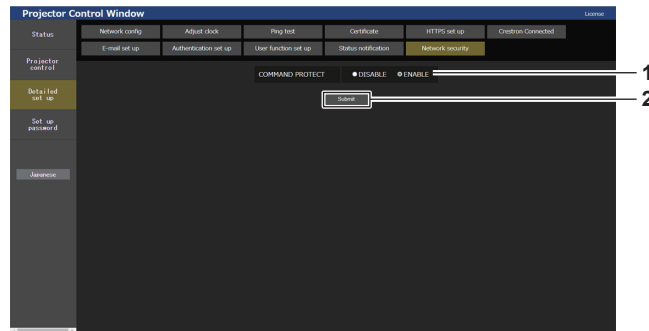 Projector Control Window
License
Status
Network config
Adjust clock
Ping test
Certificate
HTTPS set up
Crestron Connected
E-mail set up
Authentication set up
User function set up
Status notification
Network security
Projector
control
COMMAND PROTECT
DISABLE
ENABLE
1
Detailed
set up
Submit
2
Set up
password
Japanese